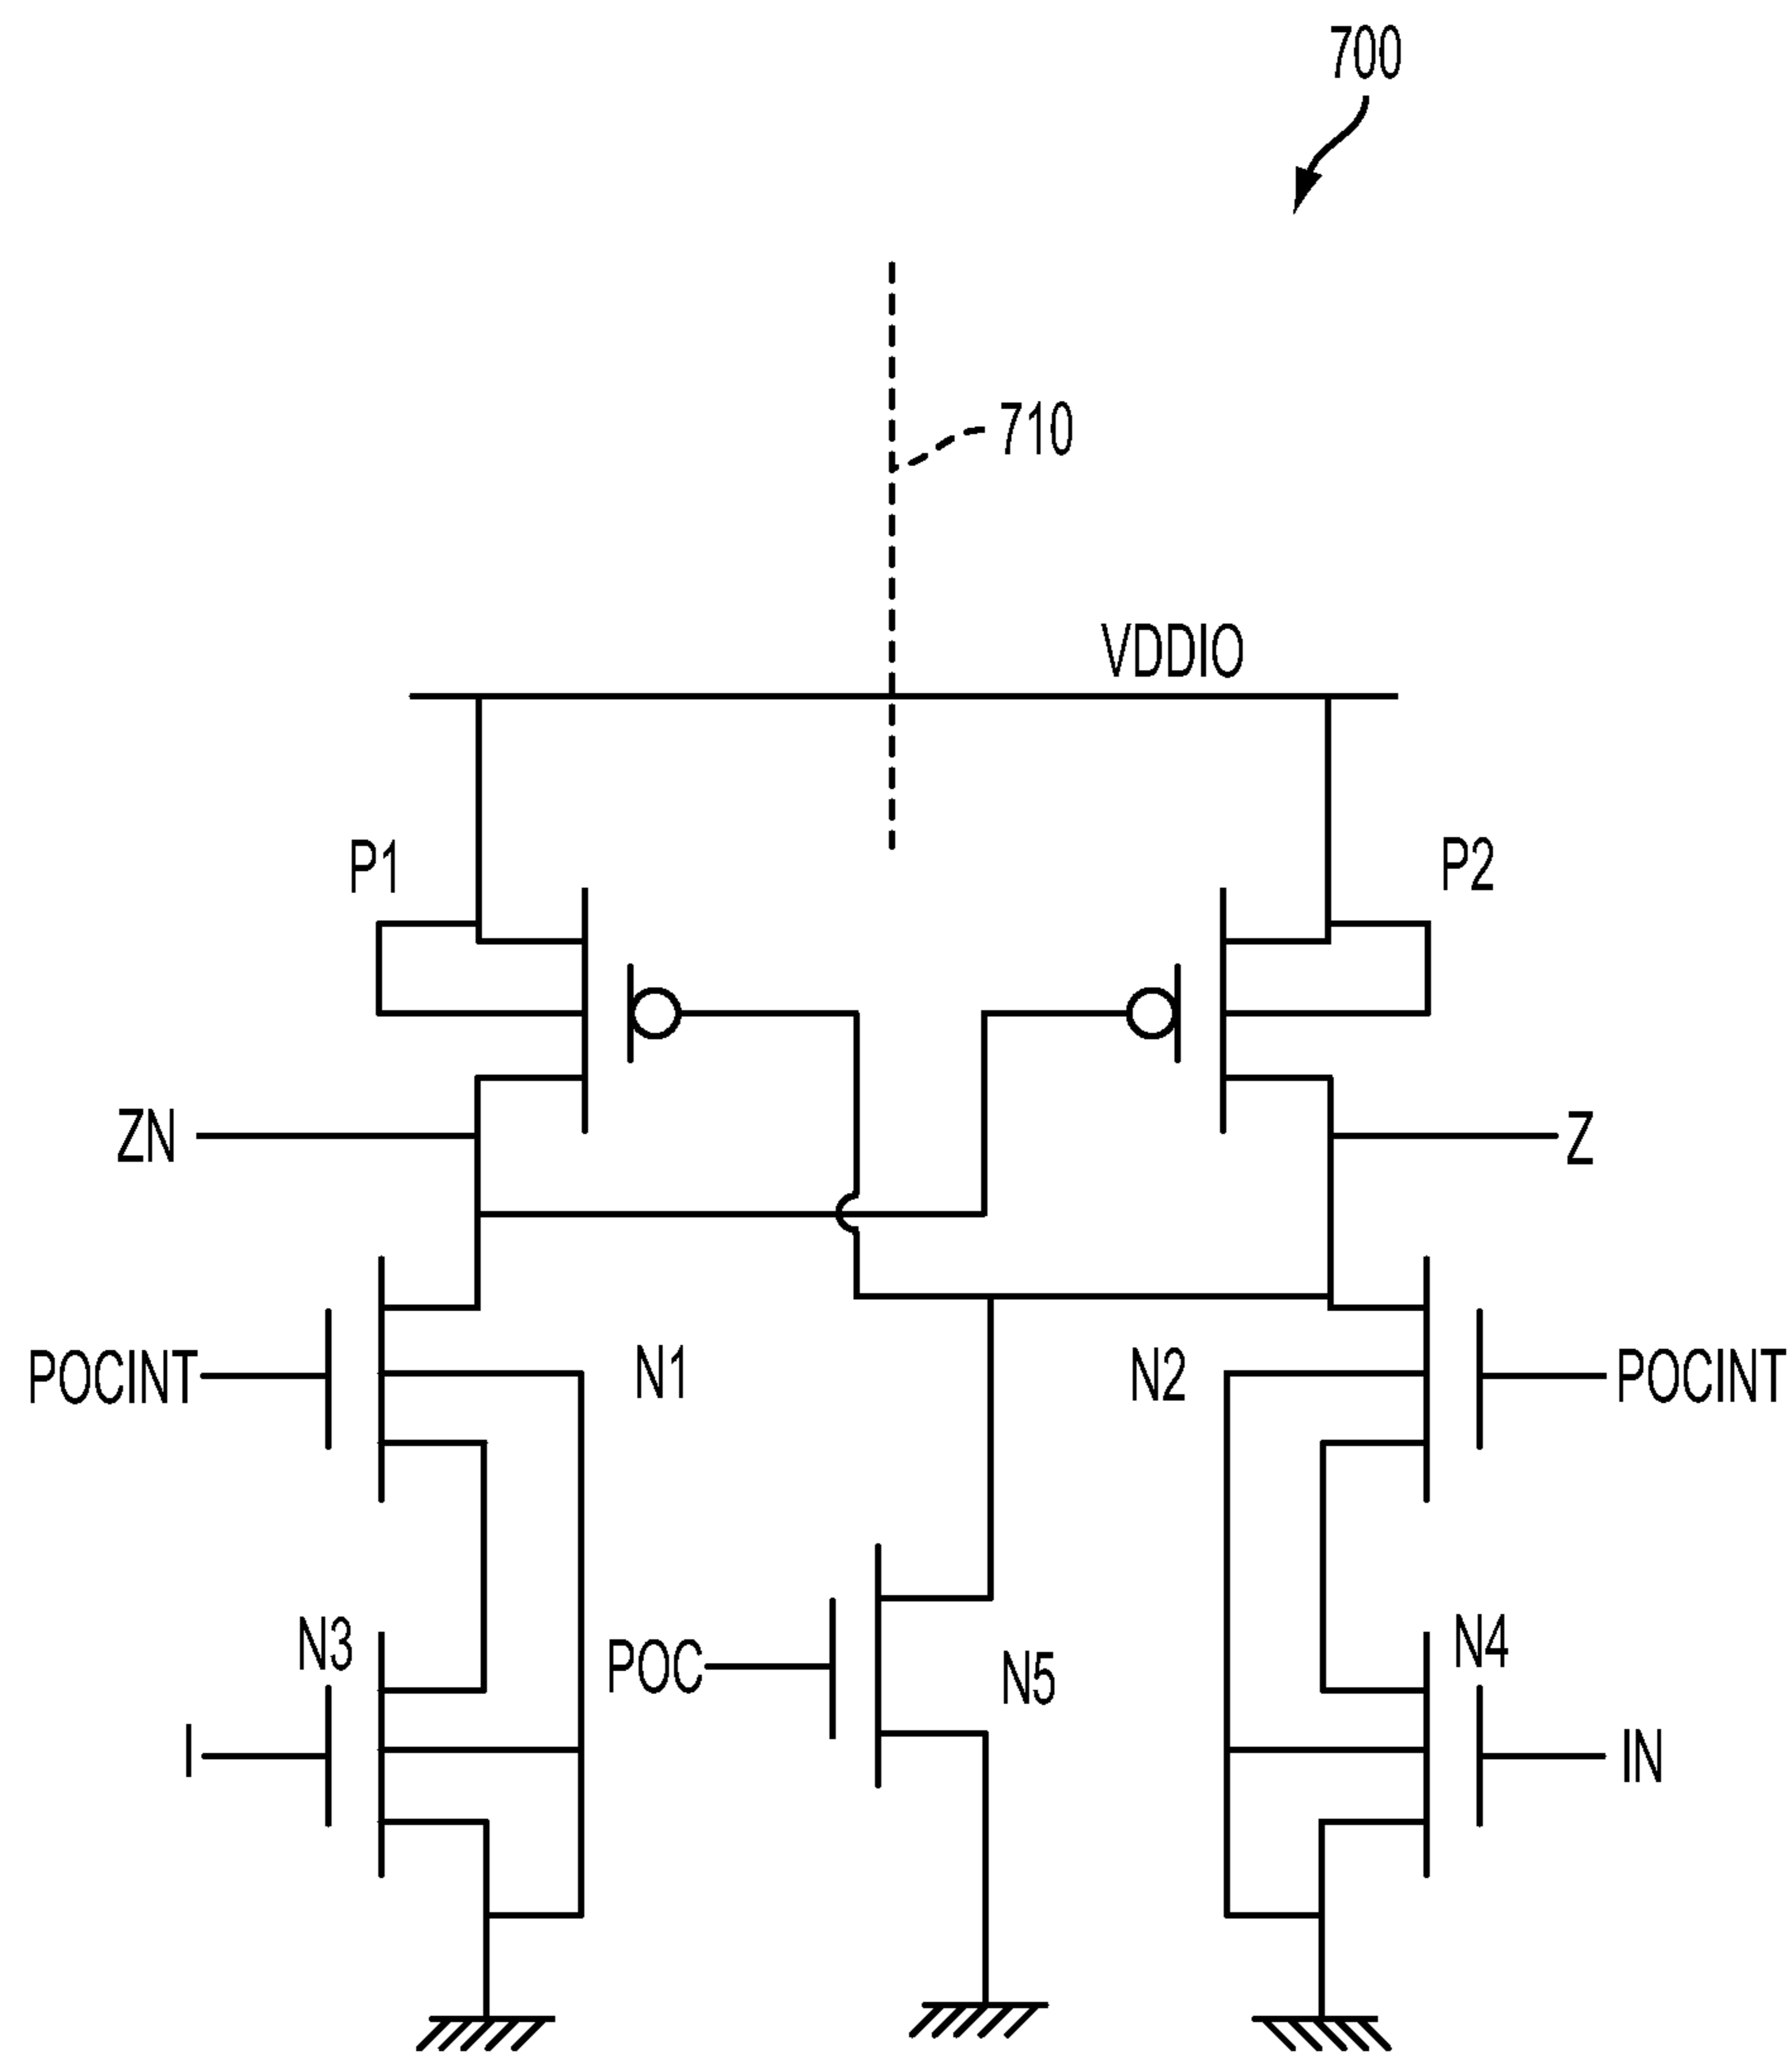 700
710
VDDIO
P1
P2
ZN
Z
POCINT
N1
N2
POCINT
N3
POC
N5
N4
I
IN